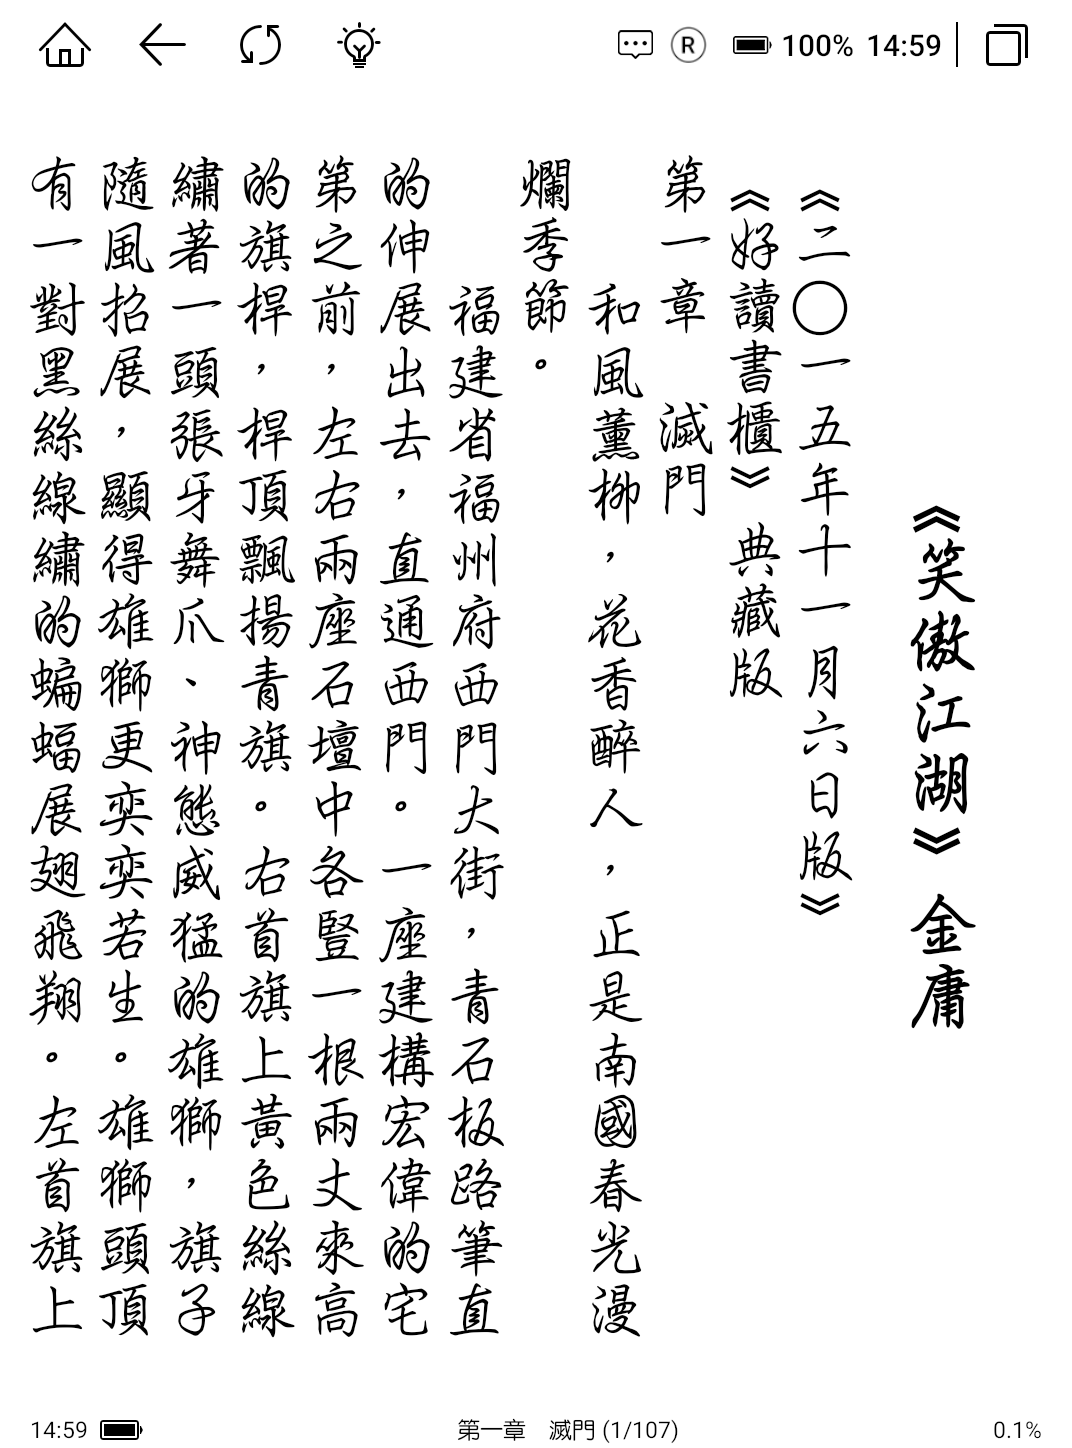 100% 14:59
《笑傲江湖》 金庸
《二〇一五年十一月六日版》
《好讀書櫃》 典藏版
第一章　滅門
和風薰柳，花香醉人，正是南國春光漫
爛季節。
福建省福州府西門大街，青石板路筆直
的伸展出去，直通西門。一座建構宏偉的宅
第之前，左右兩座石壇中各豎一根兩丈來高
的旗桿，桿頂飄揚青旗。右首旗上黃色絲線
繡著一頭張牙舞爪、神態威猛的雄獅，旗子
隨風招展，顯得雄獅更奕奕若生。雄獅頭頂
有一對黑絲線繡的蝙蝠展翅飛翔。左首旗上
14:59 第一章　滅門 (1/107) 0.1%